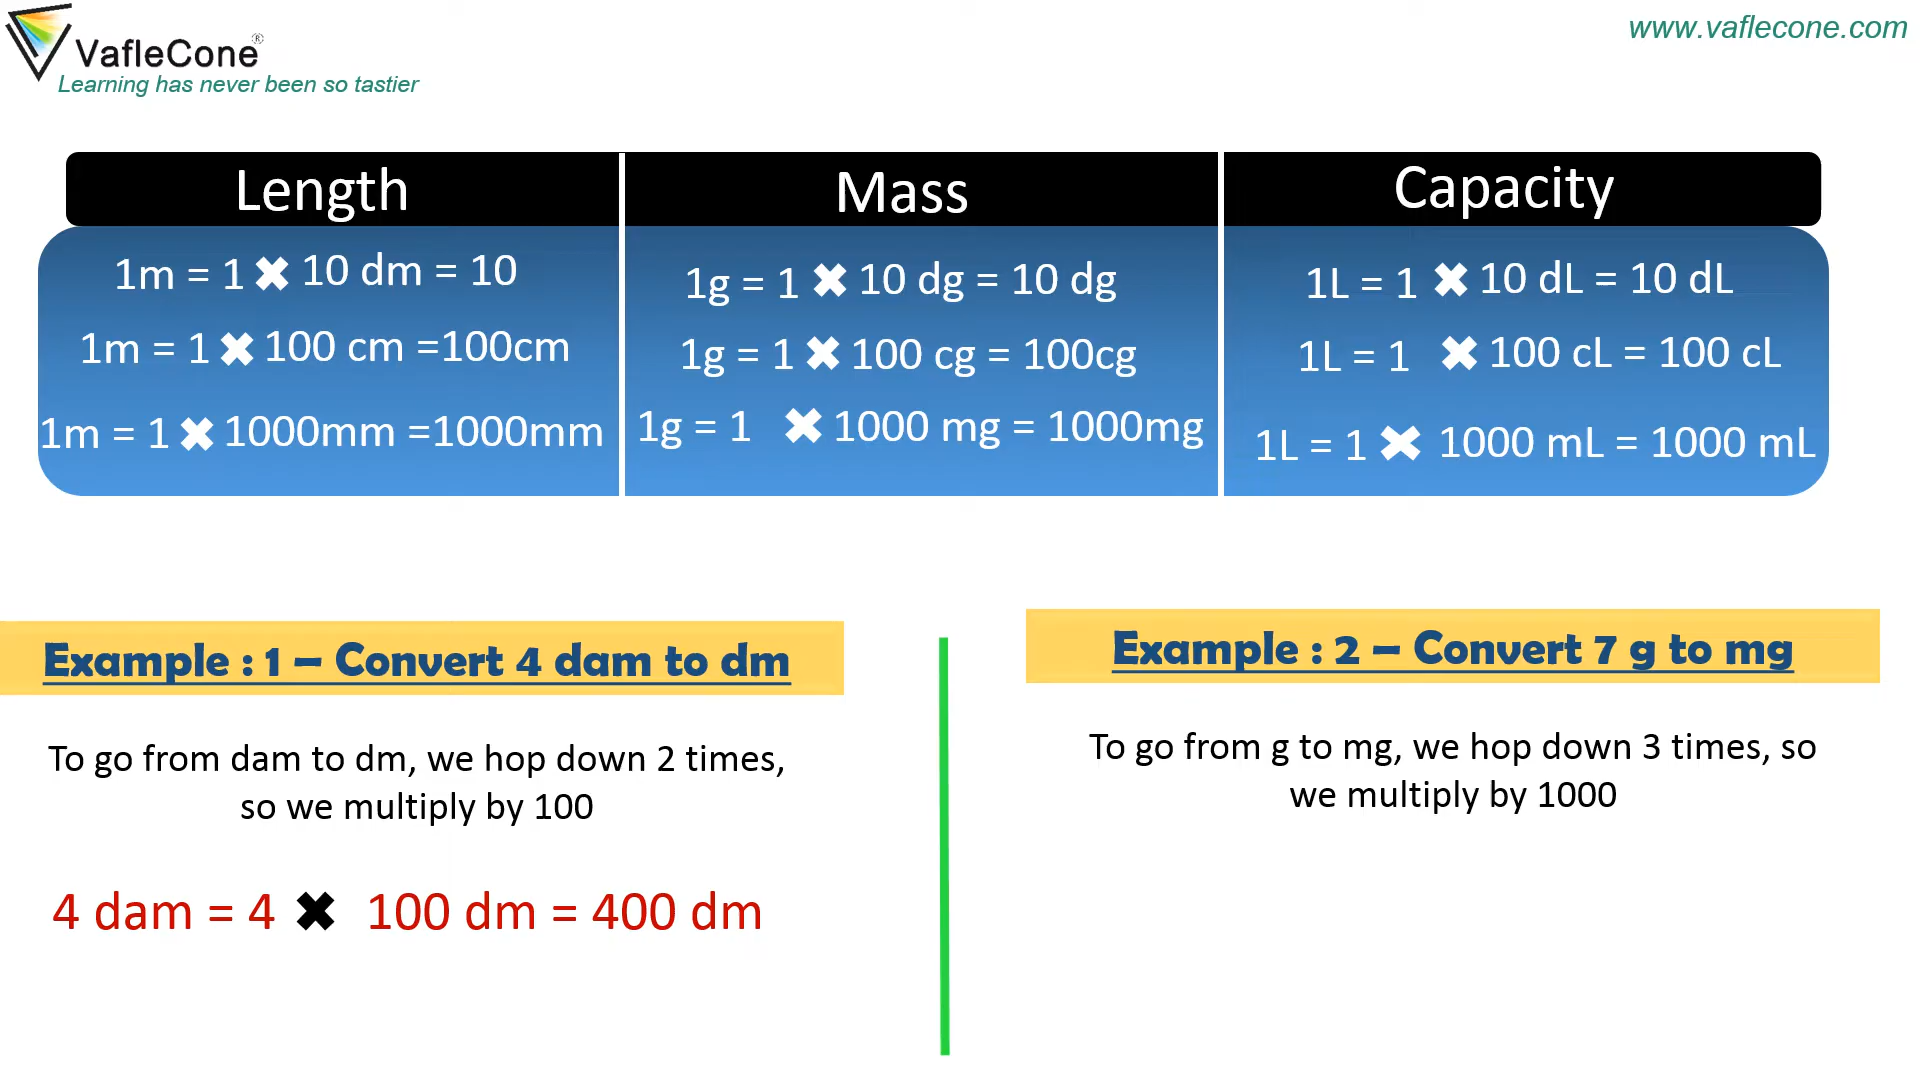 VafleCone®
Learning has never been so tastier
www.vaflecone.com
Length
Mass
Capacity
1m = 1 ✖ 10 dm = 10
1m = 1 ✖ 100 cm =100cm
1m = 1 ✖ 1000mm =1000mm
1g = 1 ✖ 10 dg = 10 dg
1g = 1 ✖ 100 cg = 100cg
1g = 1 ✖ 1000 mg = 1000mg
1L = 1 ✖ 10 dL = 10 dL
1L = 1 ✖ 100 cL = 100 cL
1L = 1 ✖ 1000 mL = 1000 mL
Example : 1 – Convert 4 dam to dm
To go from dam to dm, we hop down 2 times,
so we multiply by 100
4 dam = 4 ✖ 100 dm = 400 dm
Example : 2 – Convert 7 g to mg
To go from g to mg, we hop down 3 times, so
we multiply by 1000